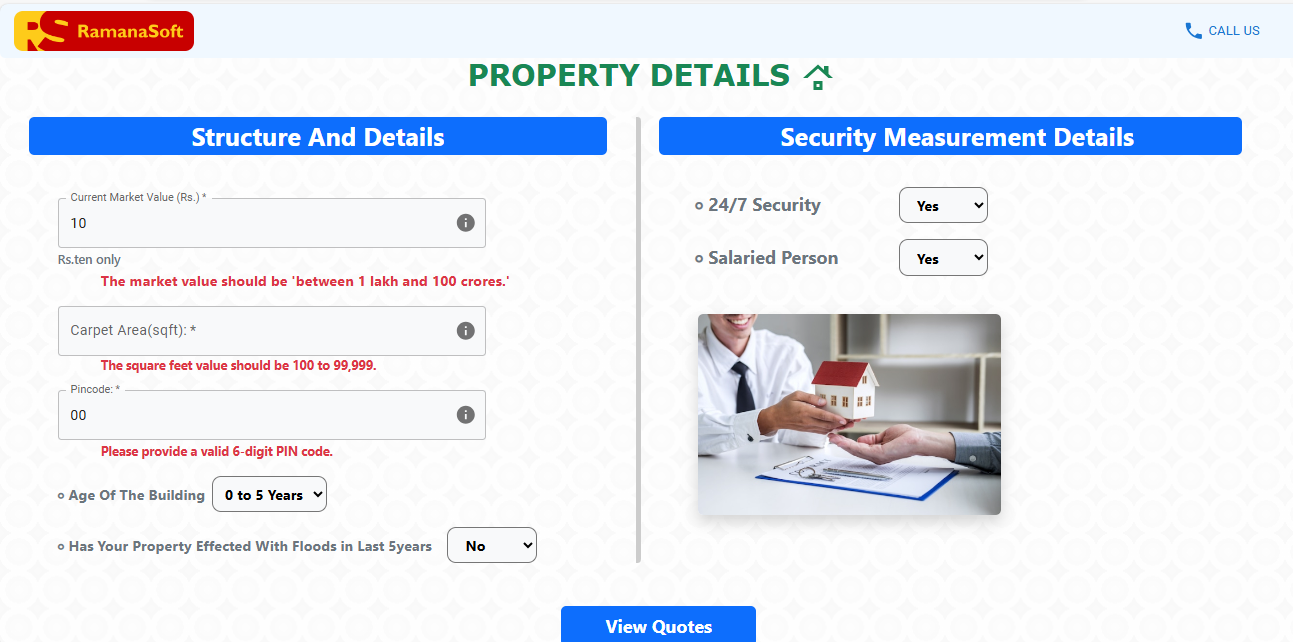 RS RamanaSoft
CALL US
PROPERTY DETAILS
Structure And Details
Current Market Value (Rs.) *
10
Rs.ten only
The market value should be 'between 1 lakh and 100 crores.'
Carpet Area(sqft): *
The square feet value should be 100 to 99,999.
Pincode: *
00
Please provide a valid 6-digit PIN code.
Age Of The Building 0 to 5 Years
Has Your Property Effected With Floods in Last 5years No
Security Measurement Details
24/7 Security Yes
Salaried Person Yes
View Quotes